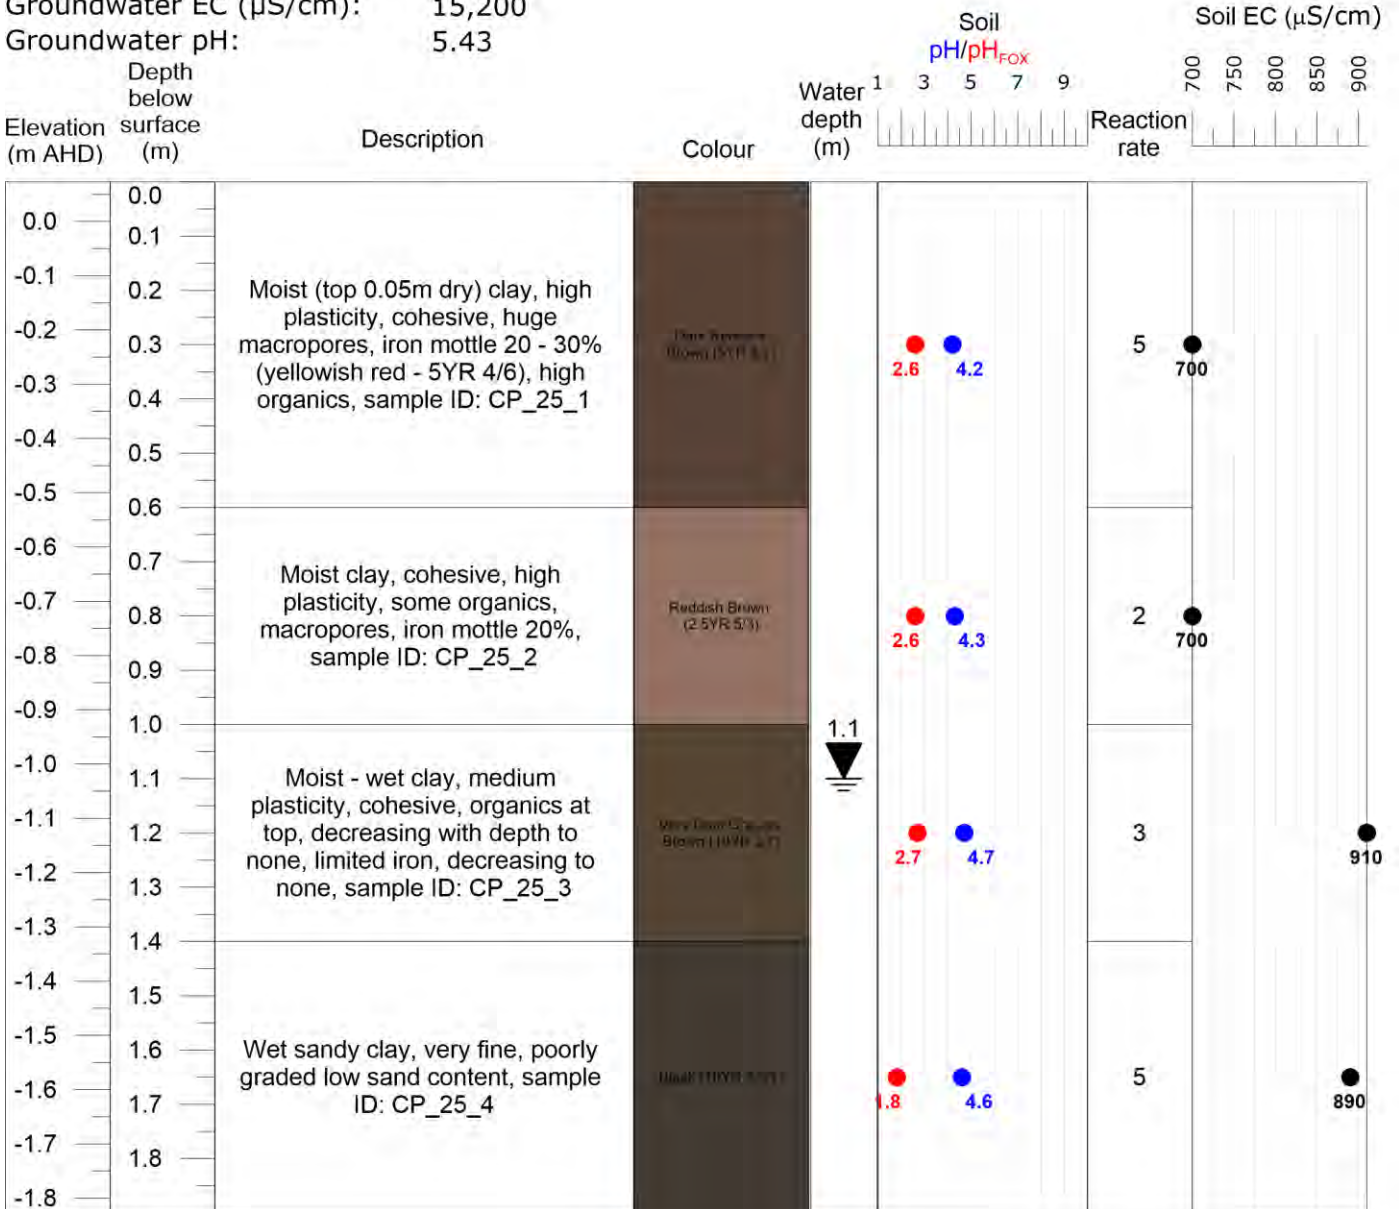 Groundwater EC (µS/cm): 15,200
Groundwater pH: 5.43
Elevation
(m AHD)
Depth
below
surface
(m)
Description
Colour
Water
depth
(m)
Soil
pH/pHFOX
1 3 5 7 9
Reaction
rate
Soil EC (µS/cm)
700 750 800 850 900
0.0
-0.1
-0.2
-0.3
-0.4
-0.5
-0.6
-0.7
-0.8
-0.9
-1.0
-1.1
-1.2
-1.3
-1.4
-1.5
-1.6
-1.7
-1.8
0.0
0.1
0.2
0.3
0.4
0.5
0.6
0.7
0.8
0.9
1.0
1.1
1.2
1.3
1.4
1.5
1.6
1.7
1.8
Moist (top 0.05m dry) clay, high
plasticity, cohesive, huge
macropores, iron mottle 20 - 30%
(yellowish red - 5YR 4/6), high
organics, sample ID: CP_25_1
2.6 4.2
5
700
Moist clay, cohesive, high
plasticity, some organics,
macropores, iron mottle 20%,
sample ID: CP_25_2
Reddish Brown
(2.5YR 5/3)
2.6 4.3
2
700
Moist - wet clay, medium
plasticity, cohesive, organics at
top, decreasing with depth to
none, limited iron, decreasing to
none, sample ID: CP_25_3
1.1
2.7 4.7
3
910
Wet sandy clay, very fine, poorly
graded low sand content, sample
ID: CP_25_4
1.8 4.6
5
890